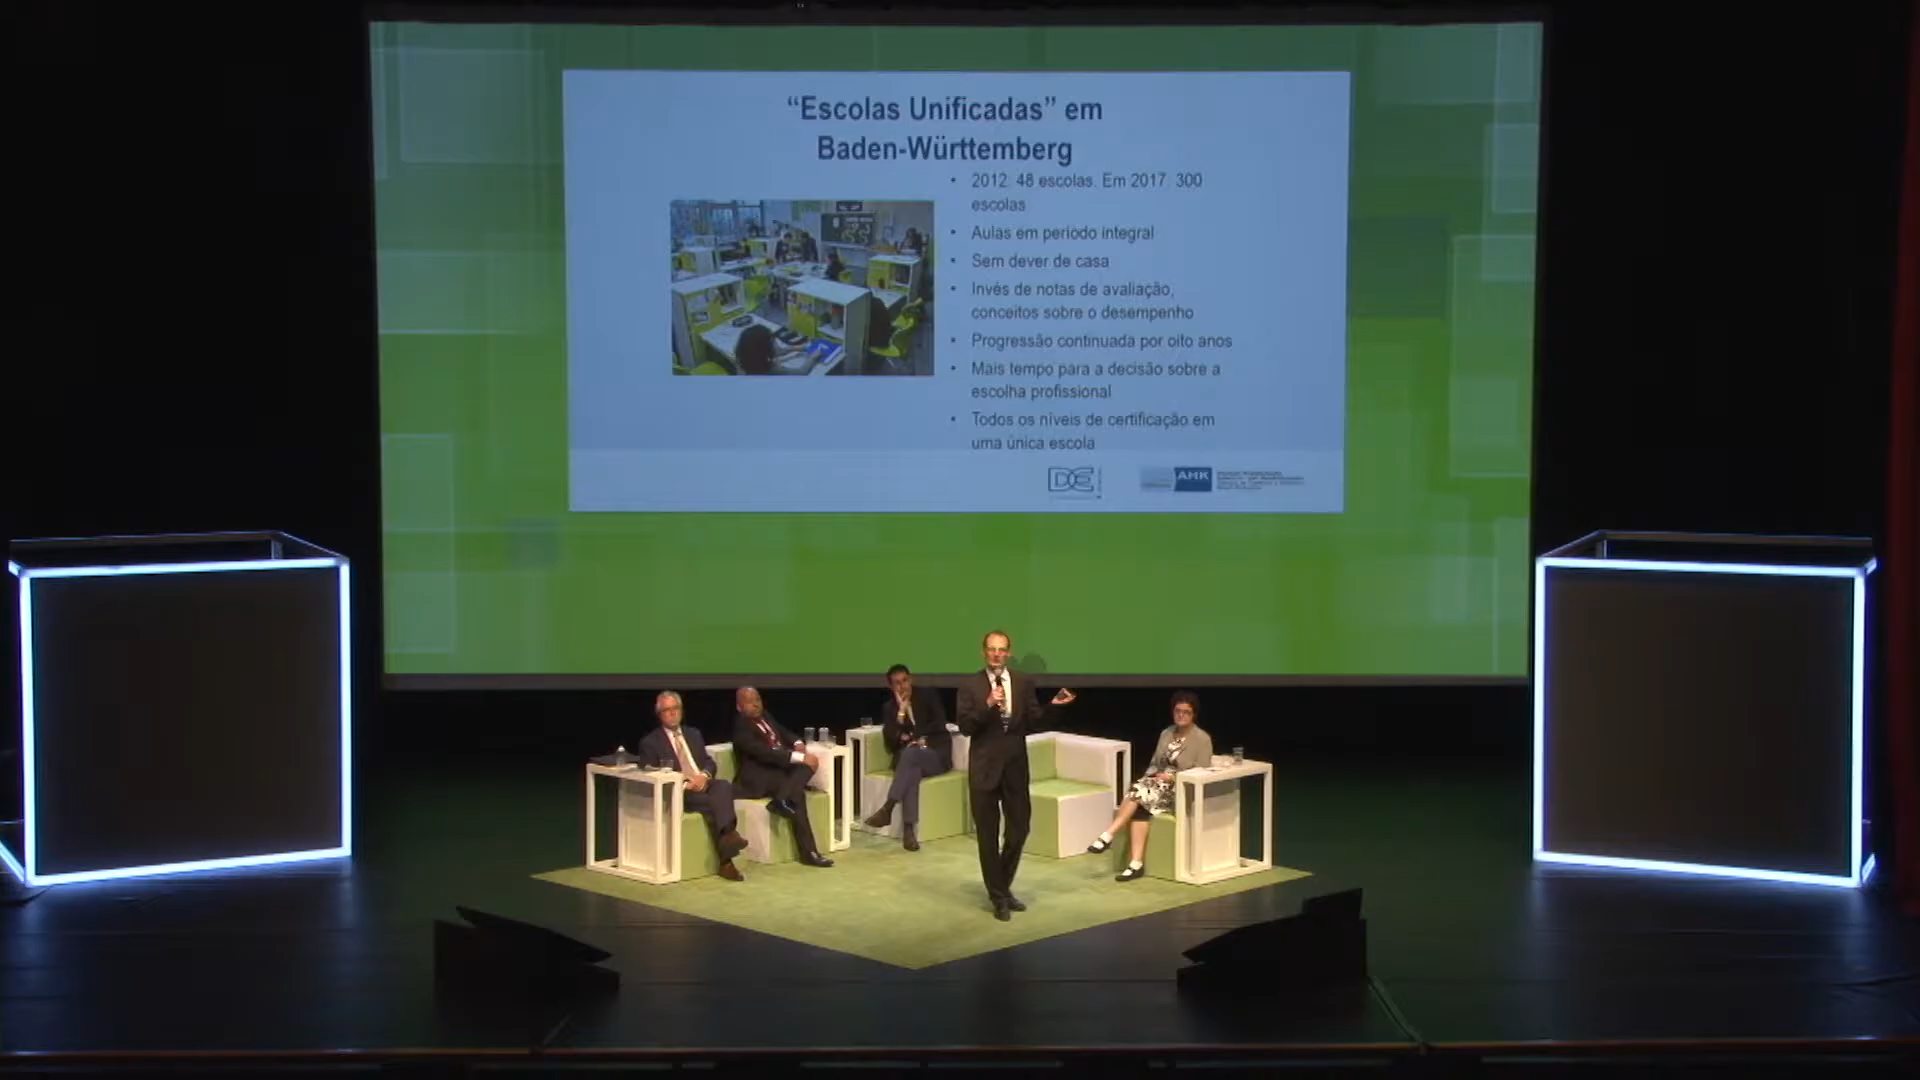 “Escolas Unificadas” em
Baden-Württemberg
• 2012: 48 escolas. Em 2017: 300
escolas
• Aulas em período integral
• Sem dever de casa
• Invés de notas de avaliação,
conceitos sobre o desempenho
• Progressão continuada por oito anos
• Mais tempo para a decisão sobre a
escolha profissional
• Todos os níveis de certificação em
uma única escola
AHK